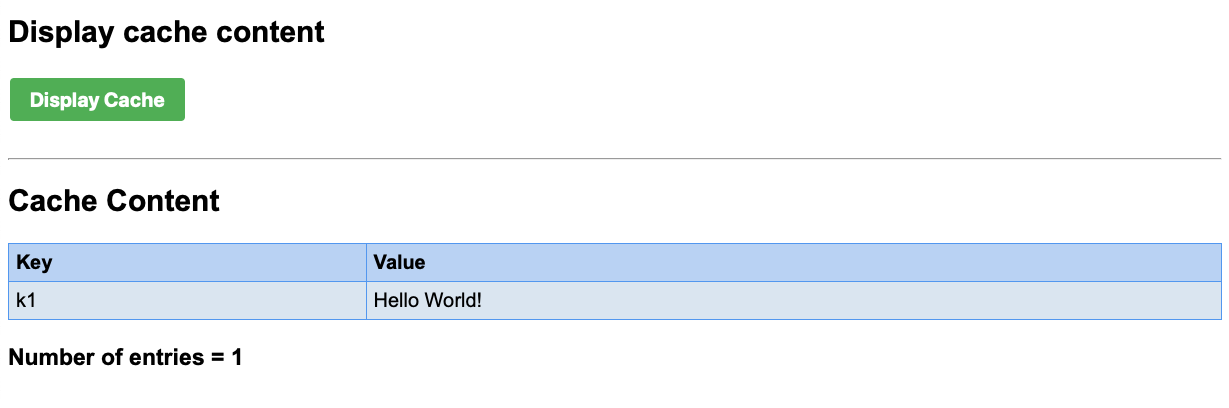 Display cache content
Display Cache
Cache Content
Key Value
k1 Hello World!
Number of entries = 1